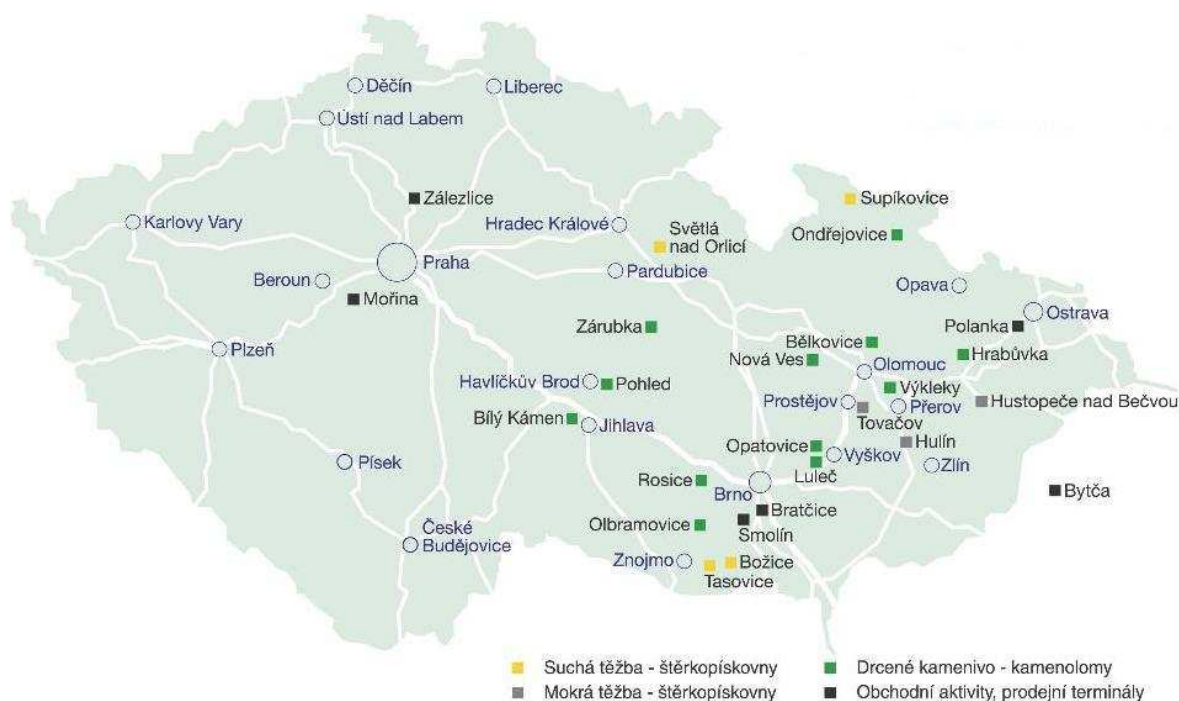 Děčín
Liberec
Ústí nad Labem
Zálezlice
Supíkovice
Karlovy Vary
Hradec Králové
Světlá
nad Orlicí
Ondřejovice
Praha
Beroun
Pardubice
Opava
Mořina
Ostrava
Zárubka
Polanka
Plzeň
Bělkovice
Nová Ves
Hrabůvka
Olomouc
Havlíčkův Brod
Pohled
Výkleky
Prostějov
Přerov
Hustopeče nad Bečvou
Tovačov
Bílý Kámen
Jihlava
Opatovice
Hulín
Vyškov
Písek
Zlín
Luleč
Rosice
Brno
Bytča
Bratčice
Olbramovice
Smolín
České
Budějovice
Znojmo
Božice
Tasovice
Suchá těžba - štěrkopískovny
Drcené kamenivo - kamenolomy
Mokrá těžba - štěrkopískovny
Obchodní aktivity, prodejní terminály